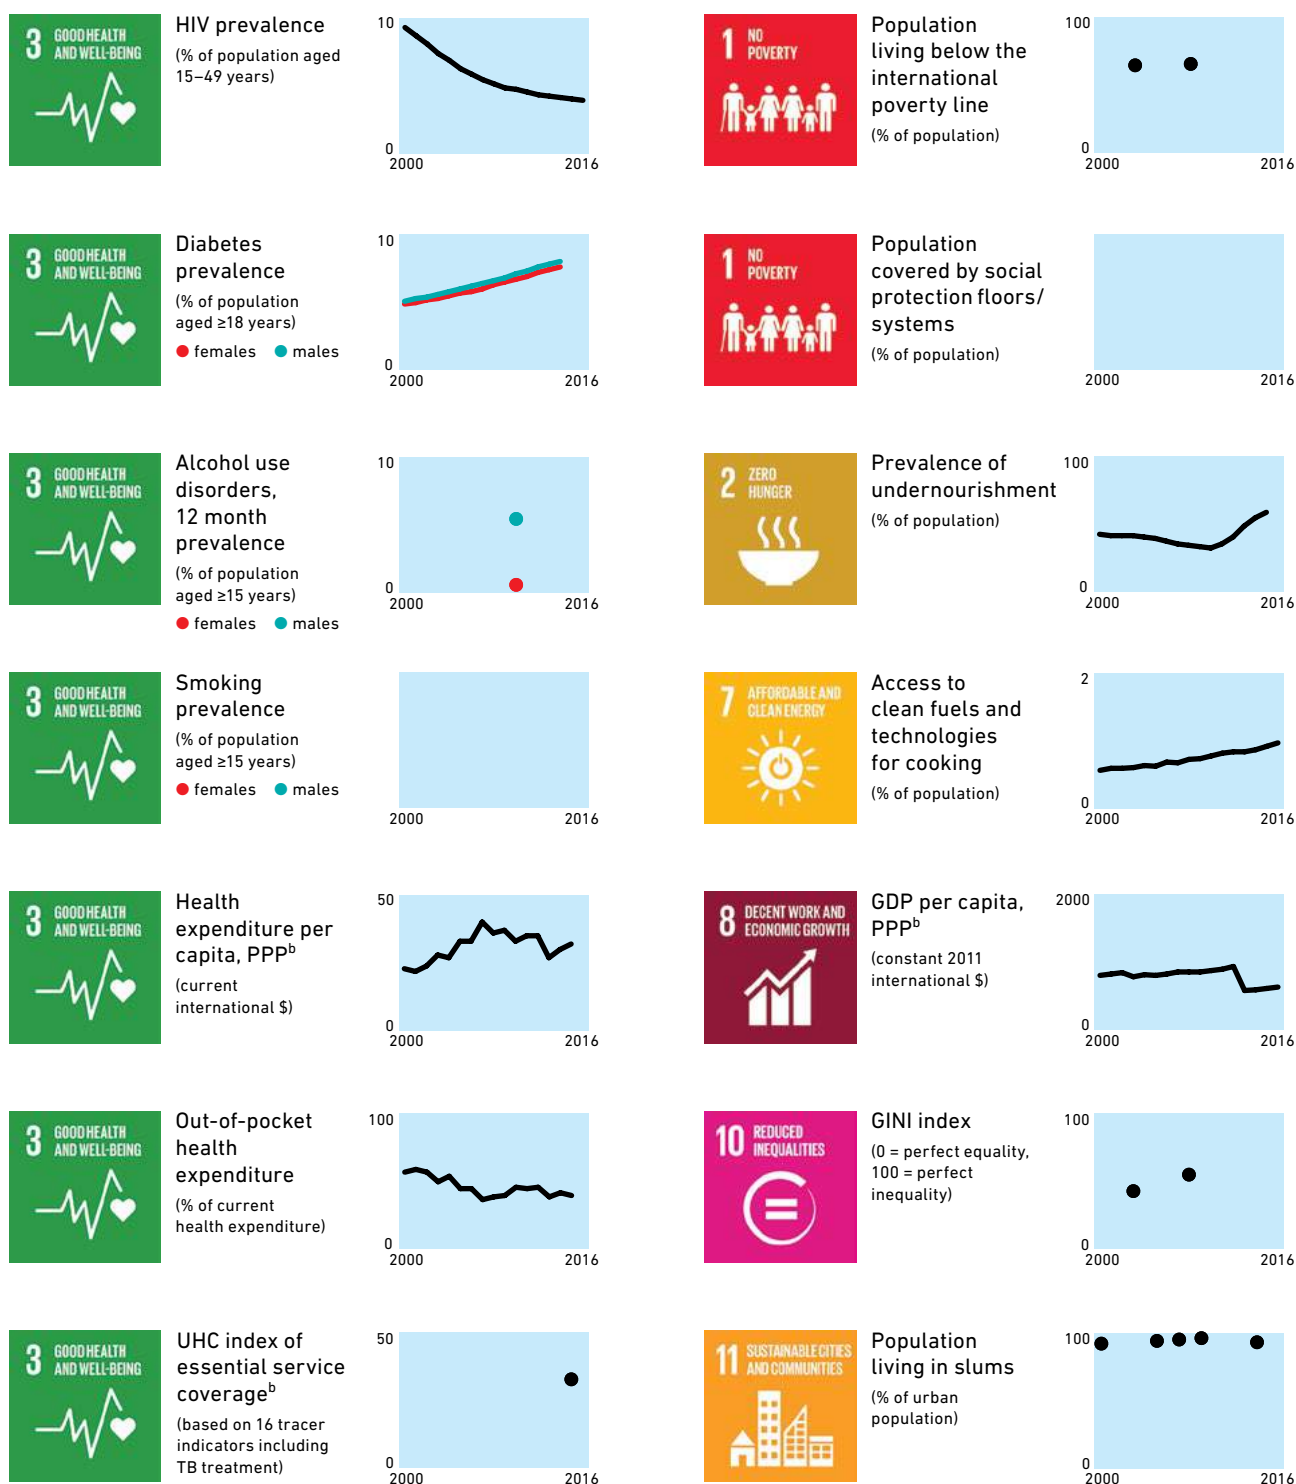 3 GOOD HEALTH
AND WELL-BEING
HIV prevalence
(% of population aged
15–49 years)
10
0
2000 2016
1 NO
POVERTY
Population
living below the
international
poverty line
(% of population)
100
0
2000 2016
3 GOOD HEALTH
AND WELL-BEING
Diabetes
prevalence
(% of population
aged ≥18 years)
females males
10
0
2000 2016
1 NO
POVERTY
Population
covered by social
protection floors/
systems
(% of population)
2000 2016
3 GOOD HEALTH
AND WELL-BEING
Alcohol use
disorders,
12 month
prevalence
(% of population
aged ≥15 years)
females males
10
0
2000 2016
2 ZERO
HUNGER
Prevalence of
undernourishment
(% of population)
100
0
2000 2016
3 GOOD HEALTH
AND WELL-BEING
Smoking
prevalence
(% of population
aged ≥15 years)
females males
2000 2016
7 AFFORDABLE AND
CLEAN ENERGY
Access to
clean fuels and
technologies
for cooking
(% of population)
2
0
2000 2016
3 GOOD HEALTH
AND WELL-BEING
Health
expenditure per
capita, PPPᵇ
(current
international $)
50
0
2000 2016
8 DECENT WORK AND
ECONOMIC GROWTH
GDP per capita,
PPPᵇ
(constant 2011
international $)
2000
0
2000 2016
3 GOOD HEALTH
AND WELL-BEING
Out-of-pocket
health
expenditure
(% of current
health expenditure)
100
0
2000 2016
10 REDUCED
INEQUALITIES
GINI index
(0 = perfect equality,
100 = perfect
inequality)
100
0
2000 2016
3 GOOD HEALTH
AND WELL-BEING
UHC index of
essential service
coverageᵇ
(based on 16 tracer
indicators including
TB treatment)
50
0
2000 2016
11 SUSTAINABLE CITIES
AND COMMUNITIES
Population
living in slums
(% of urban
population)
100
0
2000 2016